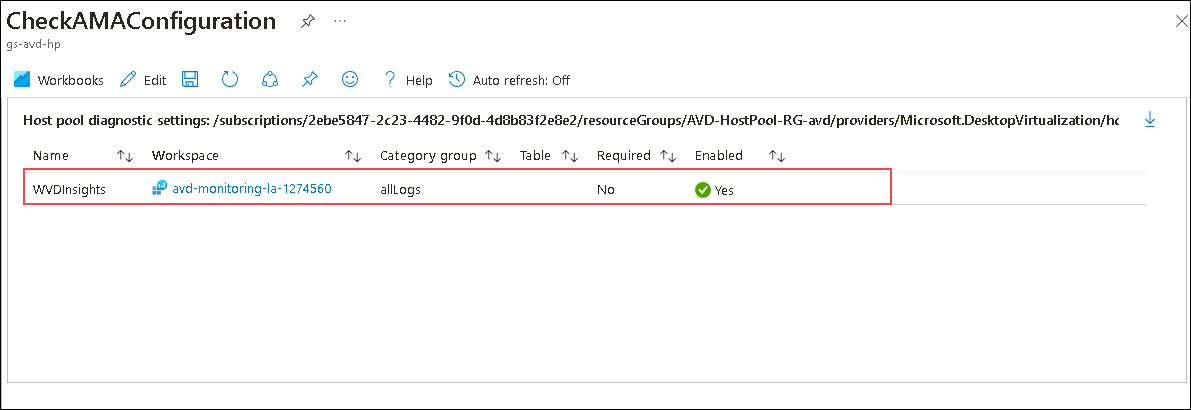 CheckAMAConfiguration
gs-avd-hp
Workbooks Edit Help Auto refresh: Off
Host pool diagnostic settings: /subscriptions/2ebe5847-2c23-4482-9f0d-4d8b83f2e8e2/resourceGroups/AVD-HostPool-RG-avd/providers/Microsoft.DesktopVirtualization/hc
Name Workspace Category group Table Required Enabled
WVDInsights avd-monitoring-la-1274560 allLogs No Yes